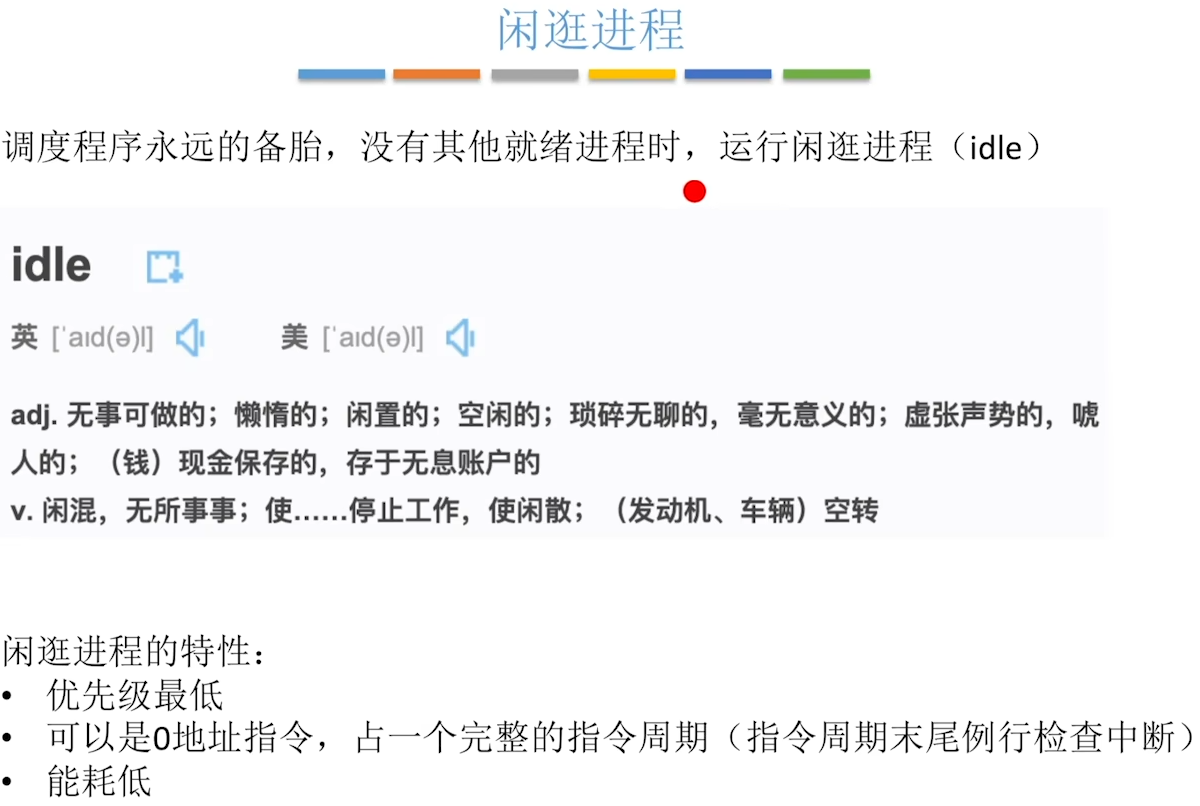 闲逛进程
调度程序永远的备胎，没有其他就绪进程时，运行闲逛进程（idle）
idle
英 [ˈaɪd(ə)l] 美 [ˈaɪd(ə)l]
adj. 无事可做的；懒惰的；闲置的；空闲的；琐碎无聊的，毫无意义的；虚张声势的，唬
人的；（钱）现金保存的，存于无息账户的
v. 闲混，无所事事；使……停止工作，使闲散；（发动机、车辆）空转
闲逛进程的特性：
• 优先级最低
• 可以是0地址指令，占一个完整的指令周期（指令周期末尾例行检查中断）
• 能耗低